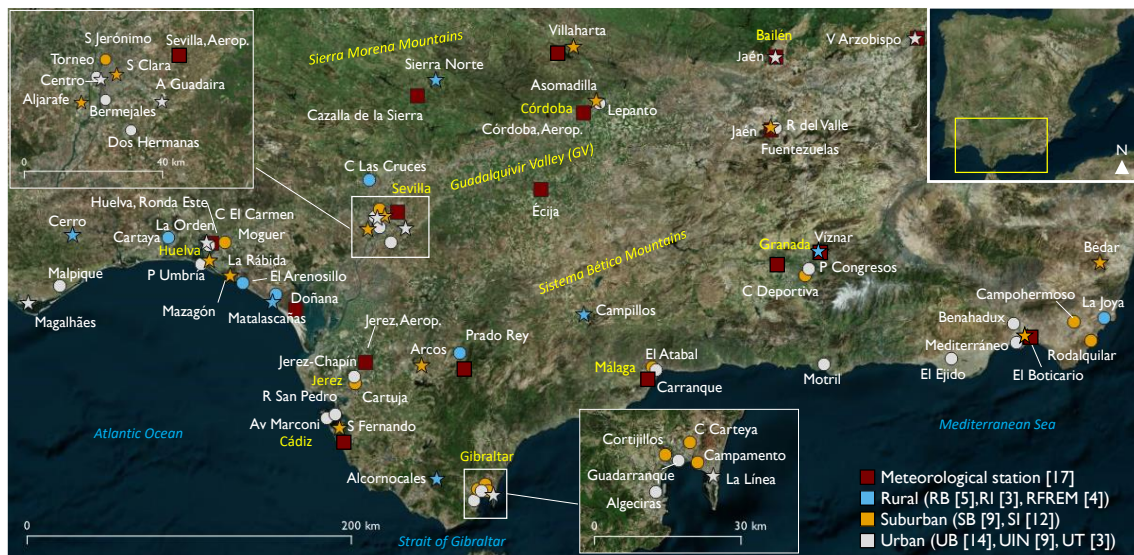 S Jerónimo
Sevilla, Aerop.
Torneo
S Clara
Centro
A Guadaira
Aljarafe
Bermejales
Dos Hermanas
0 40 km
Sierra Morena Mountains
Villaharta
Bailén
V Arzobispo
Jaén
Sierra Norte
Asomadilla
Cazalla de la Sierra
Córdoba
Lepanto
Córdoba, Aerop.
Jaén
R del Valle
Fuentezuelas
N
C Las Cruces
Guadalquivir Valley (GV)
Sevilla
Écija
Huelva, Ronda Este
C El Carmen
La Orden
Cerro
Cartaya
Moguer
Huelva
La Rábida
P Umbría
El Arenosillo
Malpique
Magalhães
Mazagón
Matalascañas
Doñana
Sistema Bético Mountains
Granada
Víznar
P Congresos
C Deportiva
Bédar
Campohermoso
La Joya
Benahadux
Mediterráneo
Rodalquilar
El Ejido
El Boticario
Campillos
Jerez, Aerop.
Prado Rey
Arcos
Jerez-Chapín
Jerez
Cartuja
El Atabal
Málaga
Carranque
Motril
R San Pedro
Av Marconi
S Fernando
Cádiz
Atlantic Ocean
Mediterranean Sea
Gibraltar
Alcornocales
C Carteya
Cortijillos
Campamento
Guadarranque
La Línea
Algeciras
0 30 km
0 200 km
Strait of Gibraltar
Meteorological station [17]
Rural (RB [5],RI [3], RFREM [4])
Suburban (SB [9], SI [12])
Urban (UB [14], UIN [9], UT [3])